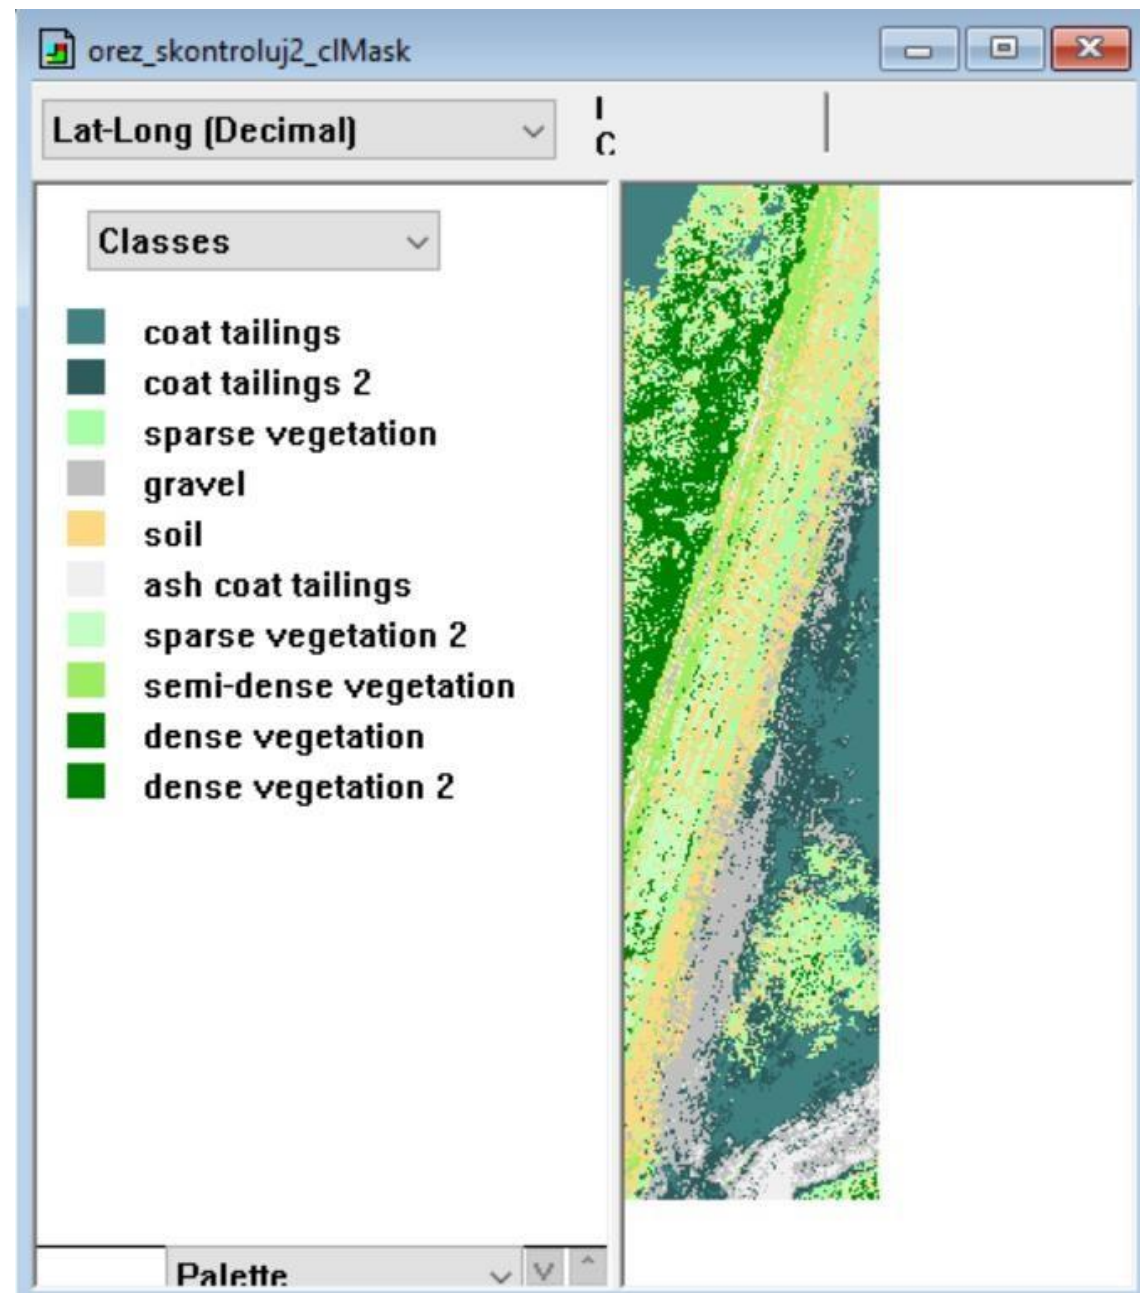 orez_skontroluj2_clMask
Lat-Long (Decimal)
Classes
coat tailings
coat tailings 2
sparse vegetation
gravel
soil
ash coat tailings
sparse vegetation 2
semi-dense vegetation
dense vegetation
dense vegetation 2
Palette